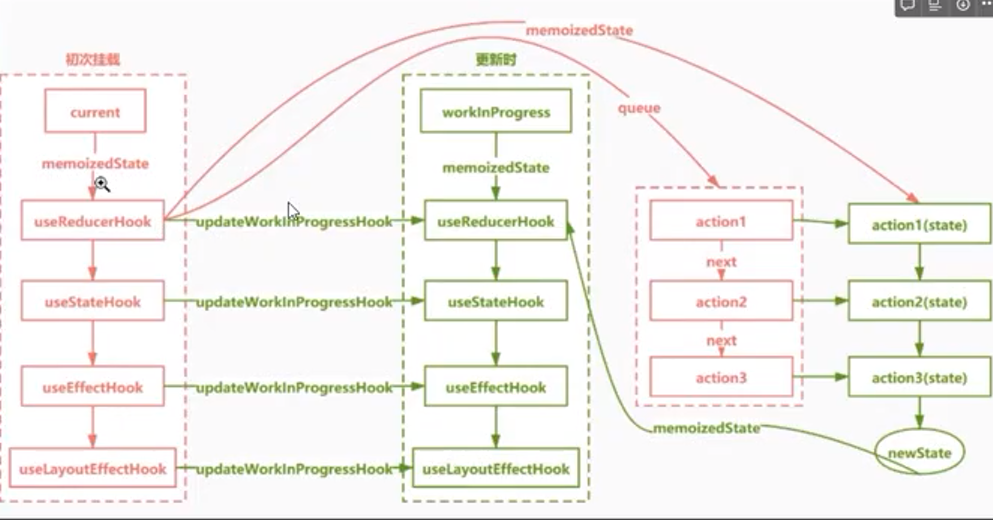 memoizedState
初次挂载
更新时
current
workInProgress
queue
memoizedState
memoizedState
useReducerHook
updateWorkInProgressHook
useReducerHook
action1
action1(state)
next
useStateHook
updateWorkInProgressHook
useStateHook
action2
action2(state)
next
useEffectHook
updateWorkInProgressHook
useEffectHook
action3
action3(state)
memoizedState
newState
useLayoutEffectHook
updateWorkInProgressHook
useLayoutEffectHook